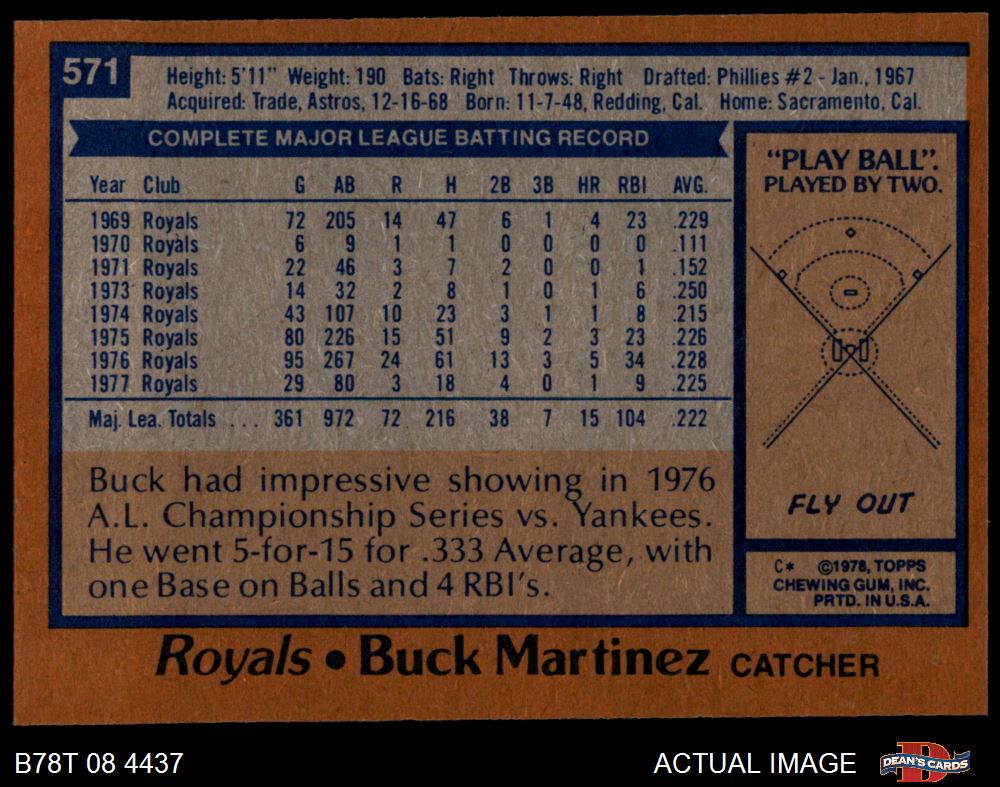 571
Height: 5'11" Weight: 190 Bats: Right Throws: Right Drafted: Phillies #2 - Jan., 1967
Acquired: Trade, Astros, 12-16-68 Born: 11-7-48, Redding, Cal. Home: Sacramento, Cal.
COMPLETE MAJOR LEAGUE BATTING RECORD
Year Club G AB R H 2B 3B HR RBI AVG.
1969 Royals 72 205 14 47 6 1 4 23 .229
1970 Royals 6 9 1 1 0 0 0 0 .111
1971 Royals 22 46 3 7 2 0 0 1 .152
1973 Royals 14 32 2 8 1 0 1 6 .250
1974 Royals 43 107 10 23 3 1 1 8 .215
1975 Royals 80 226 15 51 9 2 3 23 .226
1976 Royals 95 267 24 61 13 3 5 34 .228
1977 Royals 29 80 3 18 4 0 1 9 .225
Maj. Lea. Totals . . . 361 972 72 216 38 7 15 104 .222
Buck had impressive showing in 1976
A.L. Championship Series vs. Yankees.
He went 5-for-15 for .333 Average, with
one Base on Balls and 4 RBI's.
"PLAY BALL".
PLAYED BY TWO.
FLY OUT
C* ©1978, TOPPS
CHEWING GUM, INC.
PRTD. IN U.S.A.
Royals • Buck Martinez CATCHER
B78T 08 4437
ACTUAL IMAGE
DEAN'S CARDS